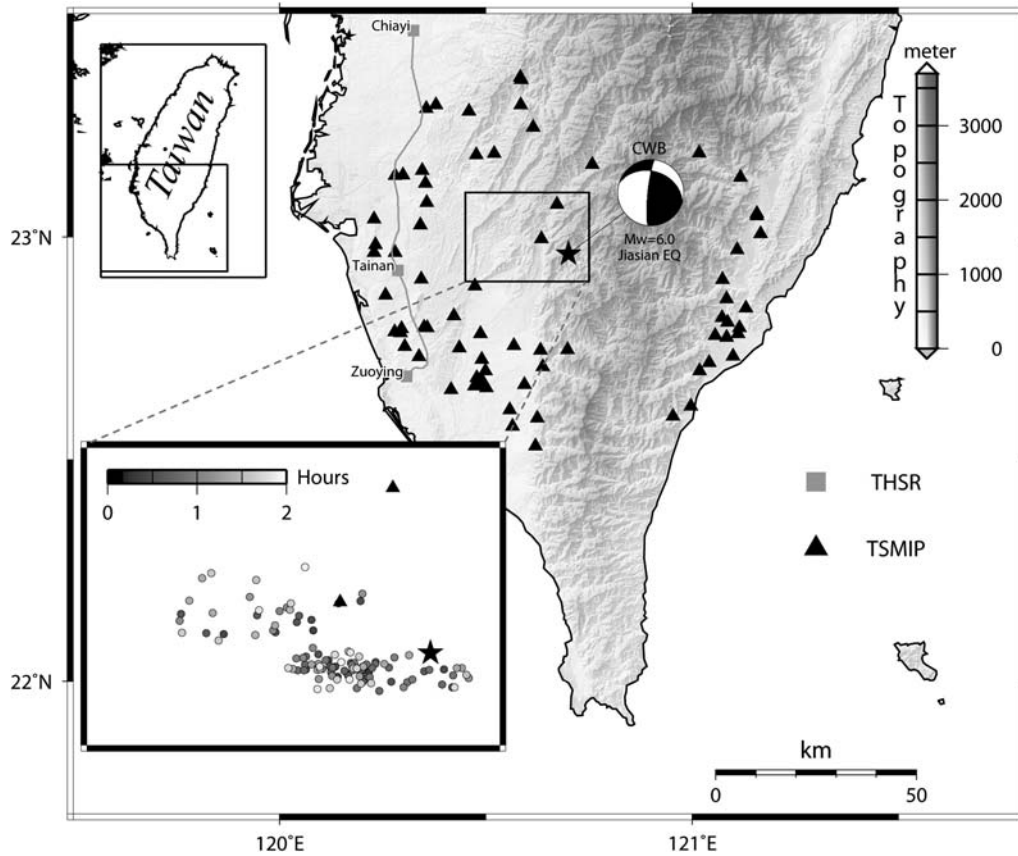 Chiayi
meter
Topography
3000
2000
1000
0
Taiwan
CWB
Mw=6.0
Jiasian EQ
23°N
Tainan
Zuoying
Hours
0 1 2
THSR
TSMIP
22°N
km
0 50
120°E 121°E